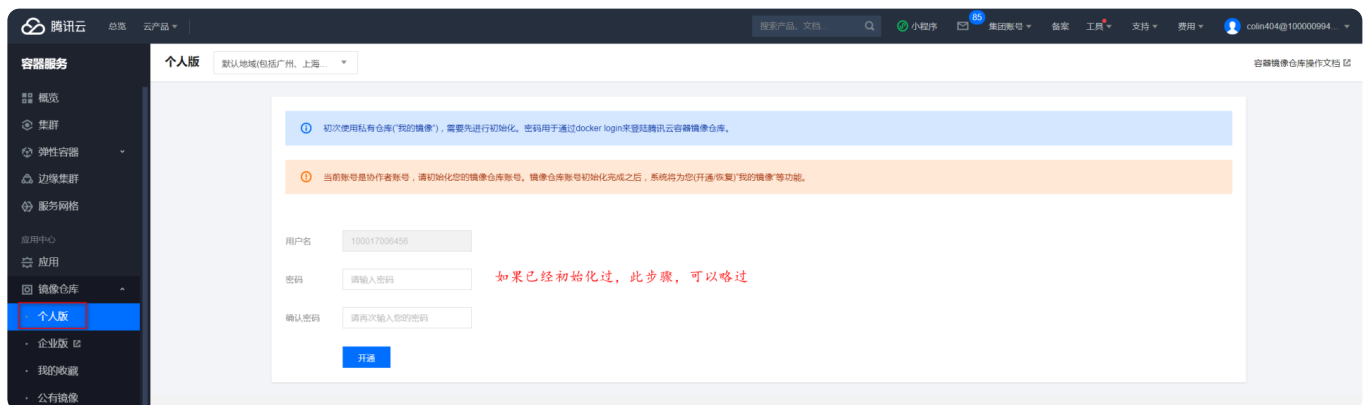 腾讯云 总览 云产品 搜索产品、文档... 小程序 85 集团账号 备案 工具 支持 费用 colin404@100000994...
容器服务 个人版 默认地域(包括广州、上海... 容器镜像仓库操作文档
概览
初次使用私有仓库("我的镜像")，需要先进行初始化。密码用于通过docker login来登陆腾讯云容器镜像仓库。
集群
弹性容器
当前账号是协作者账号，请初始化您的镜像仓库账号。镜像仓库账号初始化完成之后，系统将为您(开通/恢复)"我的镜像"等功能。
边缘集群
服务网格
应用中心
用户名 100017006456
应用
密码 请输入密码 如果已经初始化过，此步骤，可以略过
镜像仓库
个人版
确认密码 请再次输入您的密码
企业版
开通
我的收藏
公有镜像